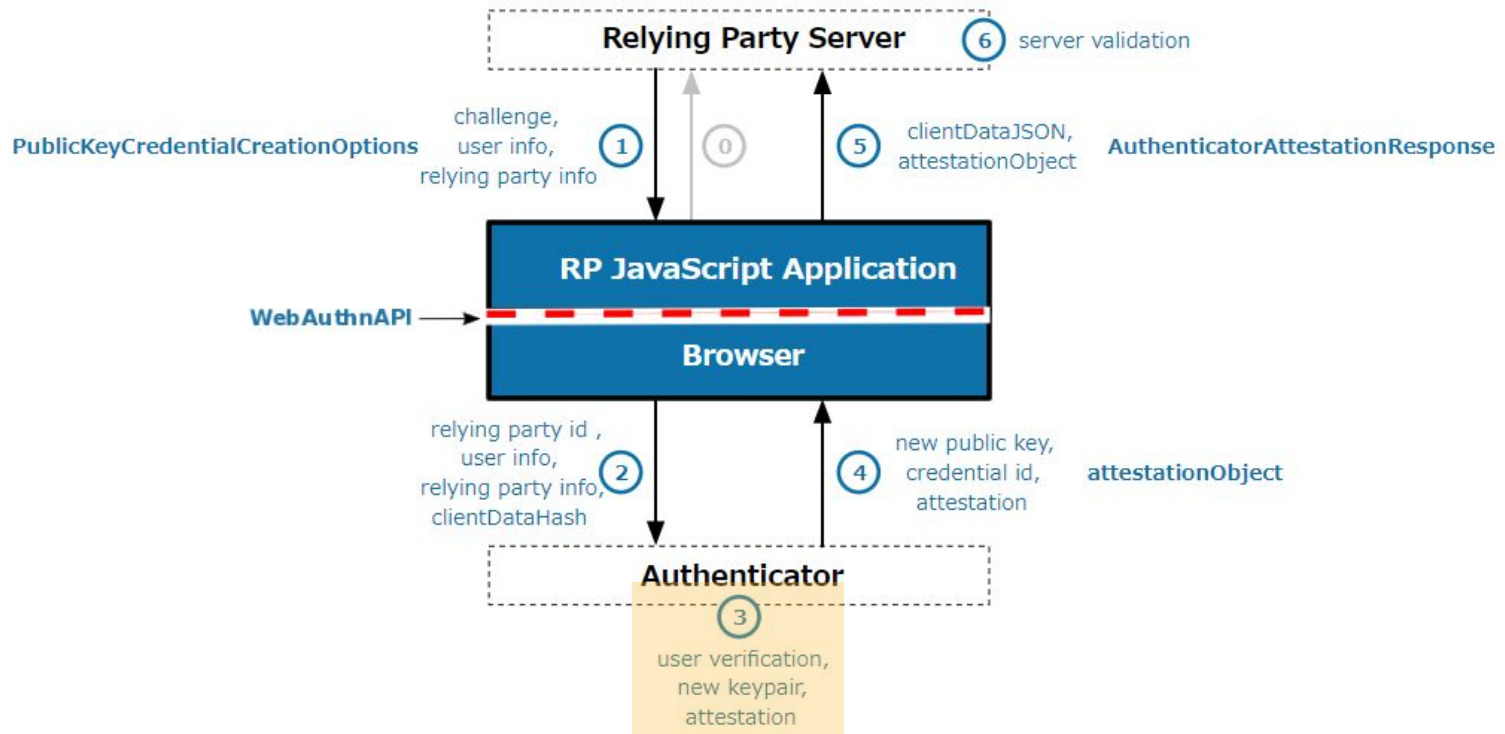 Relying Party Server
6
server validation
PublicKeyCredentialCreationOptions
challenge,
user info,
relying party info
1
0
5
clientDataJSON,
attestationObject
AuthenticatorAttestationResponse
RP JavaScript Application
WebAuthnAPI
Browser
relying party id ,
user info,
relying party info,
clientDataHash
2
4
new public key,
credential id,
attestation
attestationObject
Authenticator
3
user verification,
new keypair,
attestation